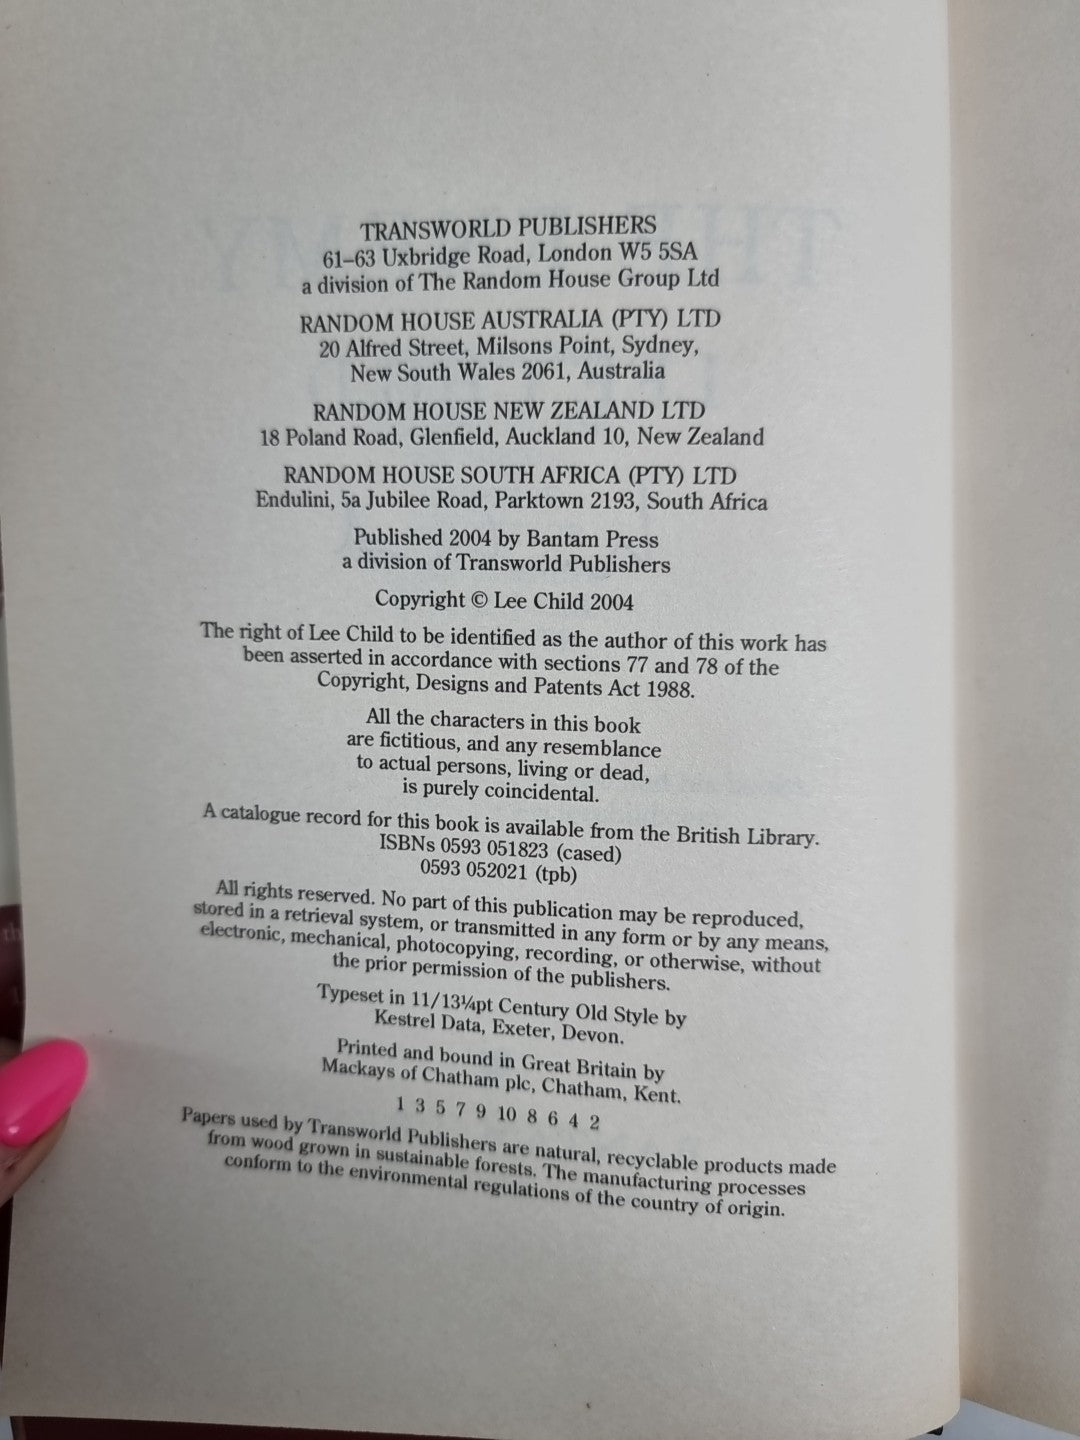 TRANSWORLD PUBLISHERS
61–63 Uxbridge Road, London W5 5SA
a division of The Random House Group Ltd
RANDOM HOUSE AUSTRALIA (PTY) LTD
20 Alfred Street, Milsons Point, Sydney,
New South Wales 2061, Australia
RANDOM HOUSE NEW ZEALAND LTD
18 Poland Road, Glenfield, Auckland 10, New Zealand
RANDOM HOUSE SOUTH AFRICA (PTY) LTD
Endulini, 5a Jubilee Road, Parktown 2193, South Africa
Published 2004 by Bantam Press
a division of Transworld Publishers
Copyright © Lee Child 2004
The right of Lee Child to be identified as the author of this work has
been asserted in accordance with sections 77 and 78 of the
Copyright, Designs and Patents Act 1988.
All the characters in this book
are fictitious, and any resemblance
to actual persons, living or dead,
is purely coincidental.
A catalogue record for this book is available from the British Library.
ISBNs 0593 051823 (cased)
0593 052021 (tpb)
All rights reserved. No part of this publication may be reproduced,
stored in a retrieval system, or transmitted in any form or by any means,
electronic, mechanical, photocopying, recording, or otherwise, without
the prior permission of the publishers.
Typeset in 11/13¼pt Century Old Style by
Kestrel Data, Exeter, Devon.
Printed and bound in Great Britain by
Mackays of Chatham plc, Chatham, Kent.
1 3 5 7 9 10 8 6 4 2
Papers used by Transworld Publishers are natural, recyclable products made
from wood grown in sustainable forests. The manufacturing processes
conform to the environmental regulations of the country of origin.